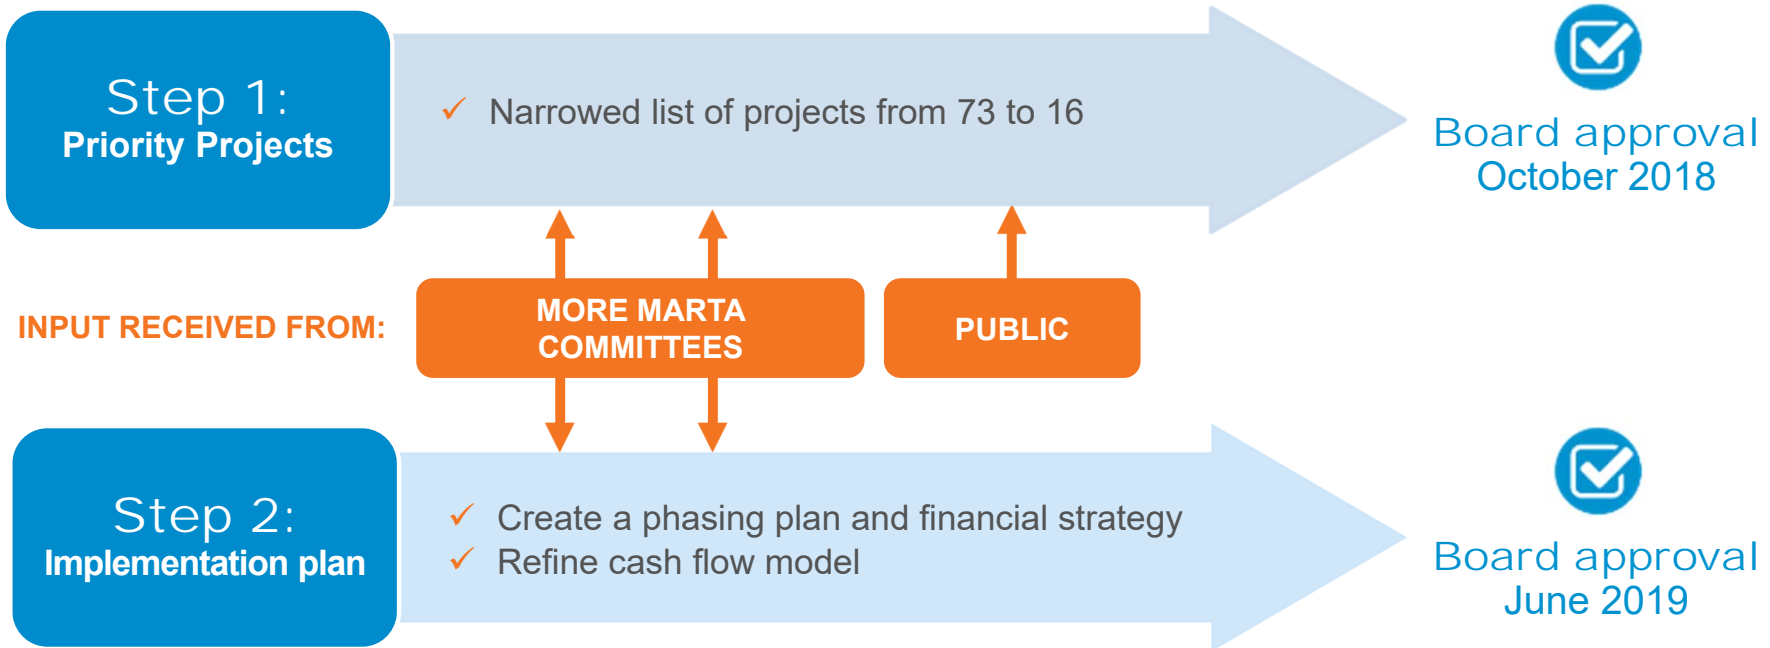 Step 1:
Priority Projects
Narrowed list of projects from 73 to 16
Board approval
October 2018
INPUT RECEIVED FROM:
MORE MARTA
COMMITTEES
PUBLIC
Step 2:
Implementation plan
Create a phasing plan and financial strategy
Refine cash flow model
Board approval
June 2019